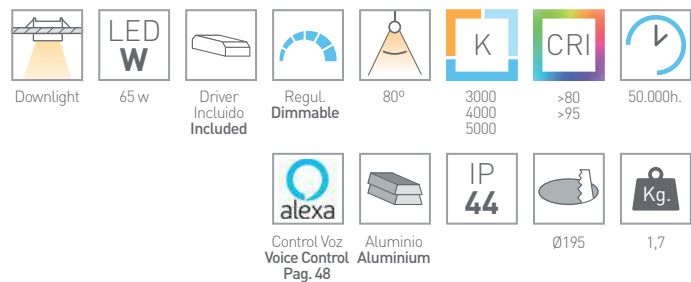 LED
W
K
CRI
Downlight
65 w
Driver
Incluido
Included
Regul.
Dimmable
80º
3000
4000
5000
>80
>95
50.000h.
alexa
IP
44
Kg.
Control Voz
Voice Control
Pag. 48
Aluminio
Aluminium
Ø195
1,7